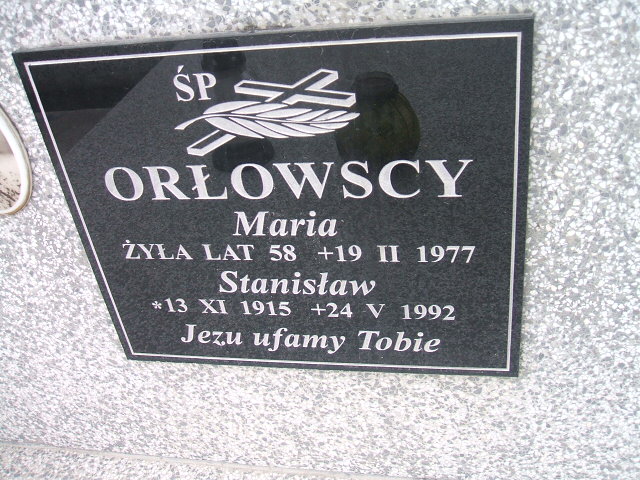 ŚP
ORŁOWSCY
Maria
ŻYŁA LAT 58 +19 II 1977
Stanisław
*13 XI 1915 +24 V 1992
Jezu ufamy Tobie